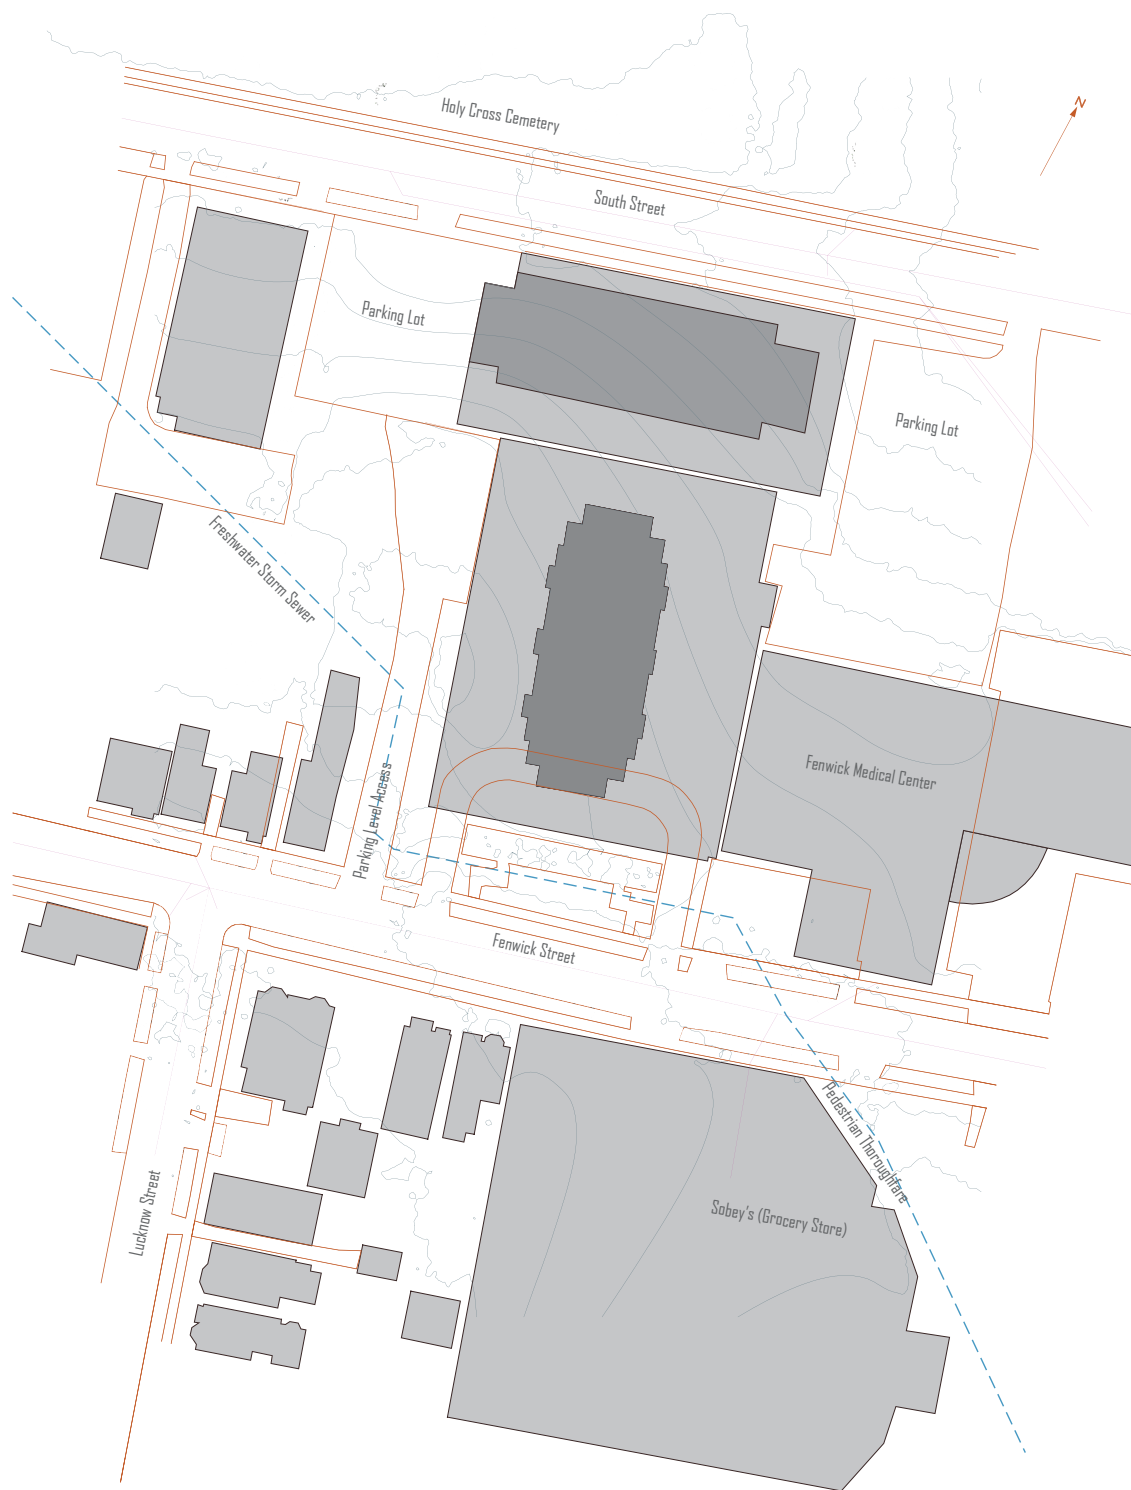 N
Holy Cross Cemetery
South Street
Parking Lot
Parking Lot
Freshwater Storm Sewer
Fenwick Medical Center
Parking Level Access
Fenwick Street
Pedestrian Thoroughfare
Lucknow Street
Sobey's (Grocery Store)